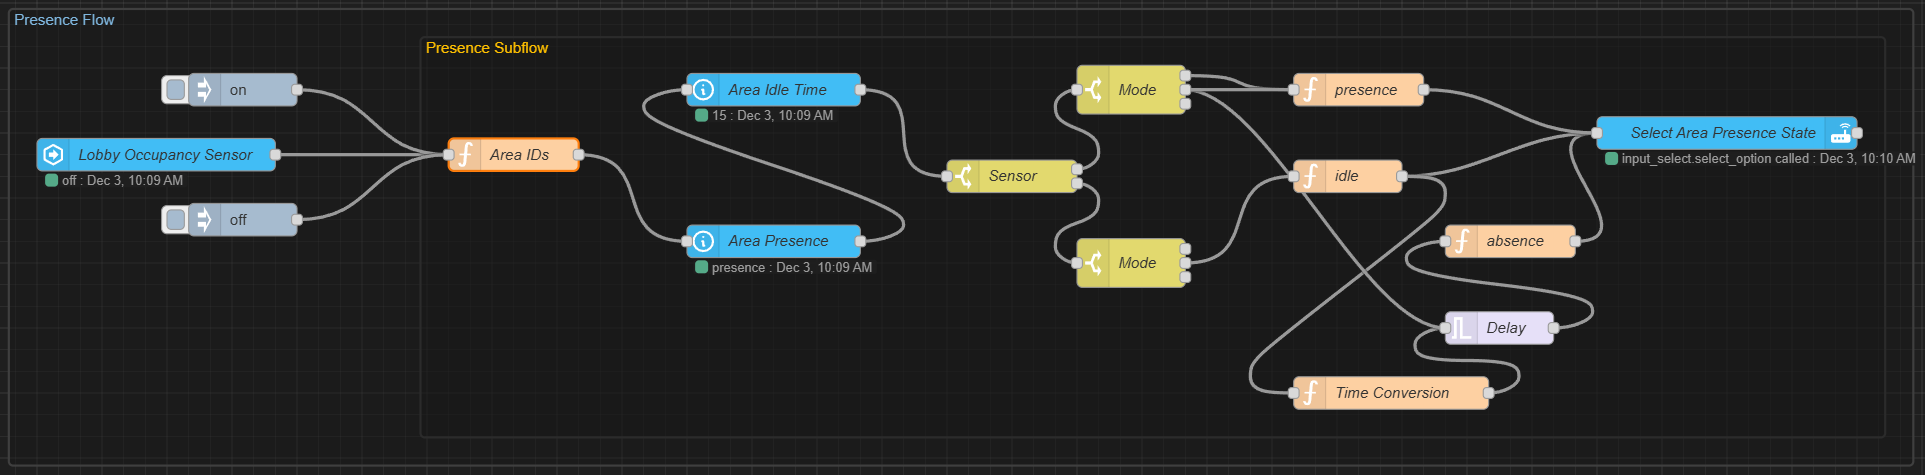 Presence Flow
Presence Subflow
on
Lobby Occupancy Sensor
off : Dec 3, 10:09 AM
off
Area IDs
Area Idle Time
15 : Dec 3, 10:09 AM
Area Presence
presence : Dec 3, 10:09 AM
Sensor
Mode
Mode
presence
idle
absence
Delay
Time Conversion
Select Area Presence State
input_select.select_option called : Dec 3, 10:10 AM